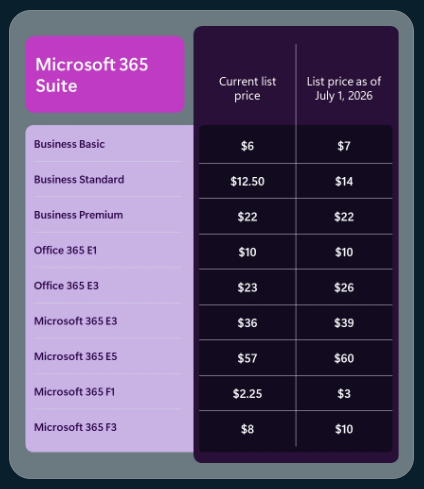 Microsoft 365
Suite
Current list
price
List price as of
July 1, 2026
Business Basic $6 $7
Business Standard $12.50 $14
Business Premium $22 $22
Office 365 E1 $10 $10
Office 365 E3 $23 $26
Microsoft 365 E3 $36 $39
Microsoft 365 E5 $57 $60
Microsoft 365 F1 $2.25 $3
Microsoft 365 F3 $8 $10